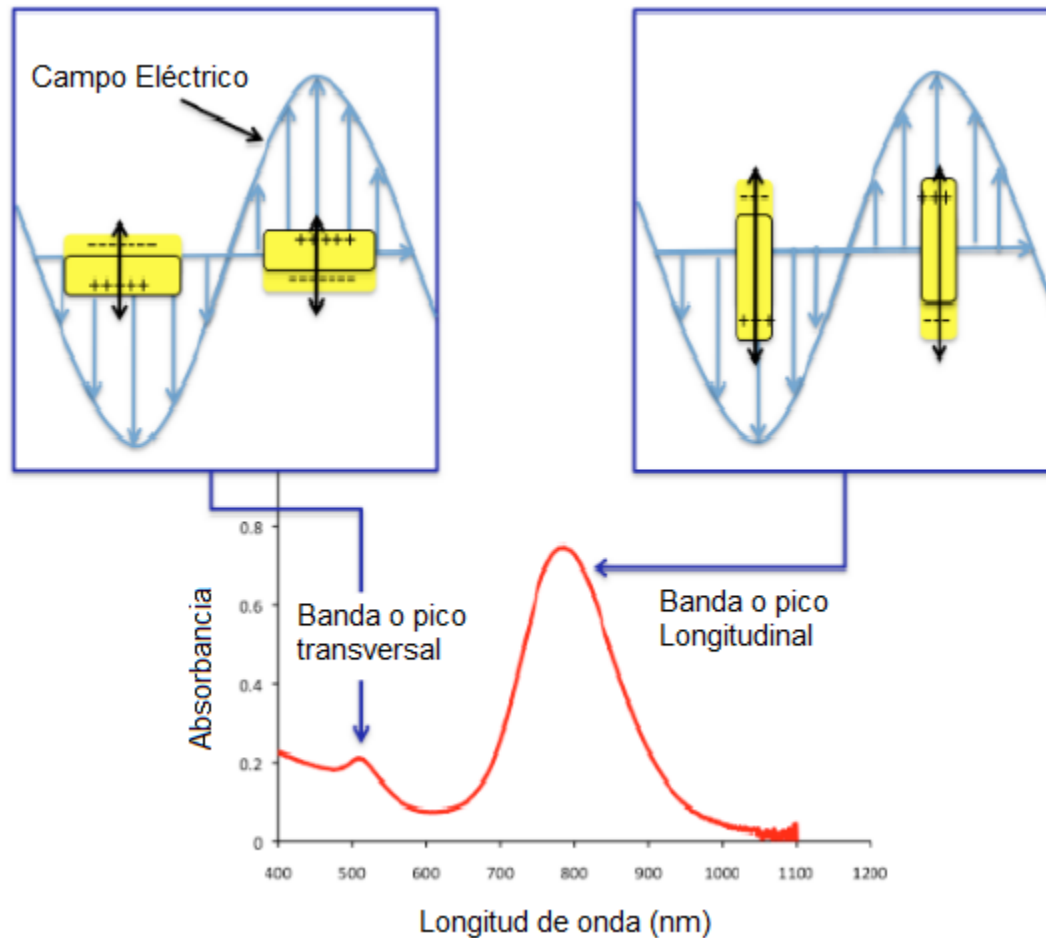 Campo Eléctrico
-------
+++++
+++++
-------
---
+++
+++
---
0.8
0.6
0.4
0.2
0
Absorbancia
Banda o pico
transversal
Banda o pico
Longitudinal
400 500 600 700 800 900 1000 1100 1200
Longitud de onda (nm)